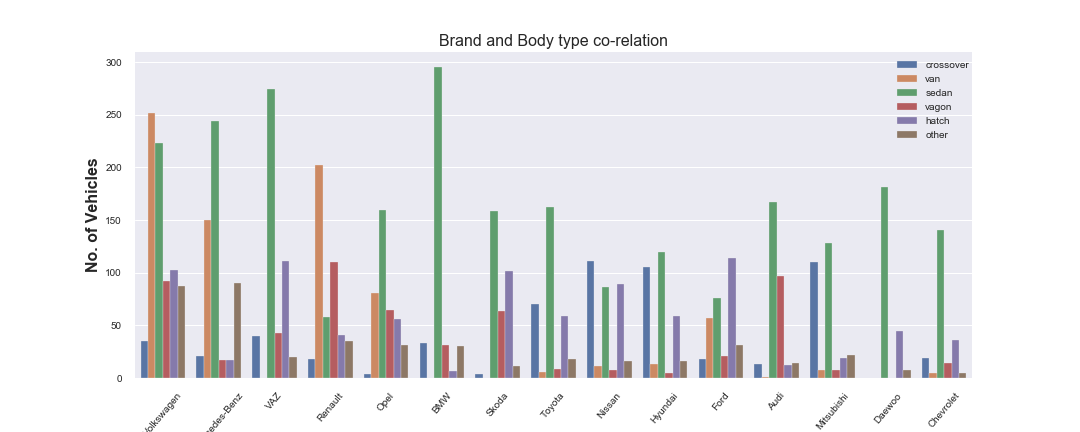 Brand and Body type co-relation
300
250
200
150
100
50
0
No. of Vehicles
crossover
van
sedan
vagon
hatch
other
olkswagen
edes-Benz
VAZ
Renault
Opel
BMW
Skoda
Toyota
Nissan
Hyundai
Ford
Audi
Mitsubishi
Daewoo
Chevrolet